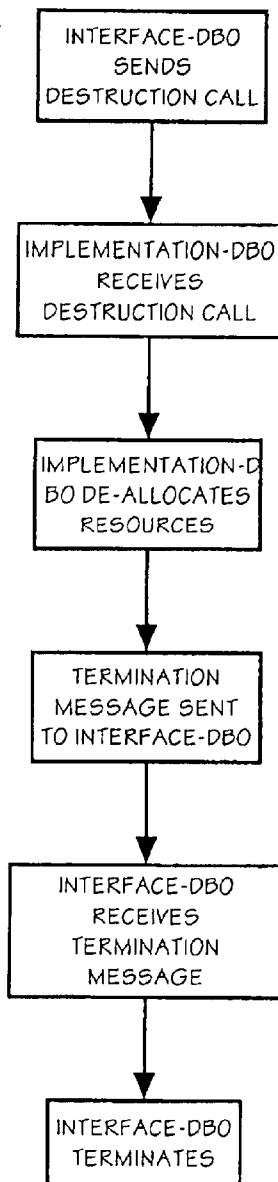 INTERFACE-DBO
SENDS
DESTRUCTION CALL
IMPLEMENTATION-DBO
RECEIVES
DESTRUCTION CALL
IMPLEMENTATION-D
BO DE-ALLOCATES
RESOURCES
TERMINATION
MESSAGE SENT
TO INTERFACE-DBO
INTERFACE-DBO
RECEIVES
TERMINATION
MESSAGE
INTERFACE-DBO
TERMINATES